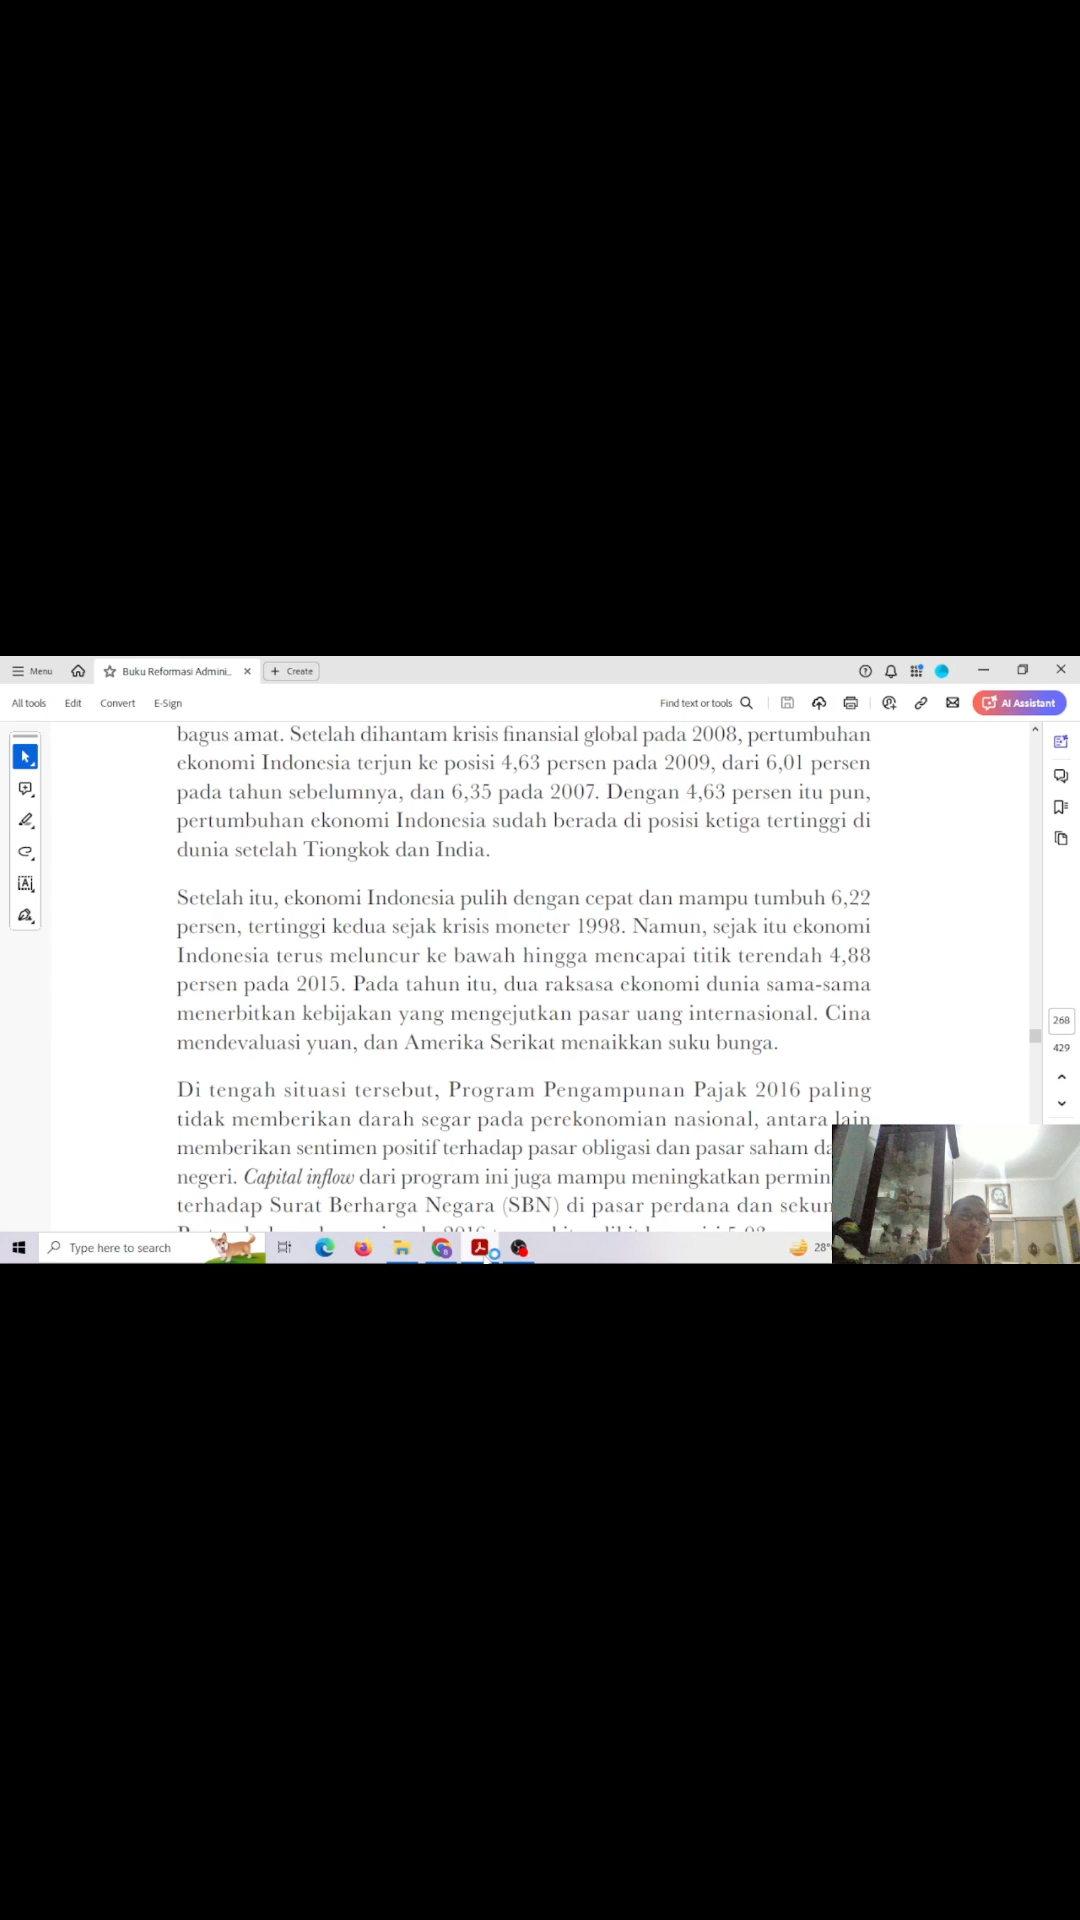 Menu
Buku Reformasi Admini...
Create
All tools Edit Convert E-Sign
Find text or tools
AI Assistant
bagus amat. Setelah dihantam krisis finansial global pada 2008, pertumbuhan
ekonomi Indonesia terjun ke posisi 4,63 persen pada 2009, dari 6,01 persen
pada tahun sebelumnya, dan 6,35 pada 2007. Dengan 4,63 persen itu pun,
pertumbuhan ekonomi Indonesia sudah berada di posisi ketiga tertinggi di
dunia setelah Tiongkok dan India.
Setelah itu, ekonomi Indonesia pulih dengan cepat dan mampu tumbuh 6,22
persen, tertinggi kedua sejak krisis moneter 1998. Namun, sejak itu ekonomi
Indonesia terus meluncur ke bawah hingga mencapai titik terendah 4,88
persen pada 2015. Pada tahun itu, dua raksasa ekonomi dunia sama-sama
menerbitkan kebijakan yang mengejutkan pasar uang internasional. Cina
mendevaluasi yuan, dan Amerika Serikat menaikkan suku bunga.
Di tengah situasi tersebut, Program Pengampunan Pajak 2016 paling
tidak memberikan darah segar pada perekonomian nasional, antara lain
memberikan sentimen positif terhadap pasar obligasi dan pasar saham da
negeri. Capital inflow dari program ini juga mampu meningkatkan permin
terhadap Surat Berharga Negara (SBN) di pasar perdana dan sekun
268
429
Type here to search
28°